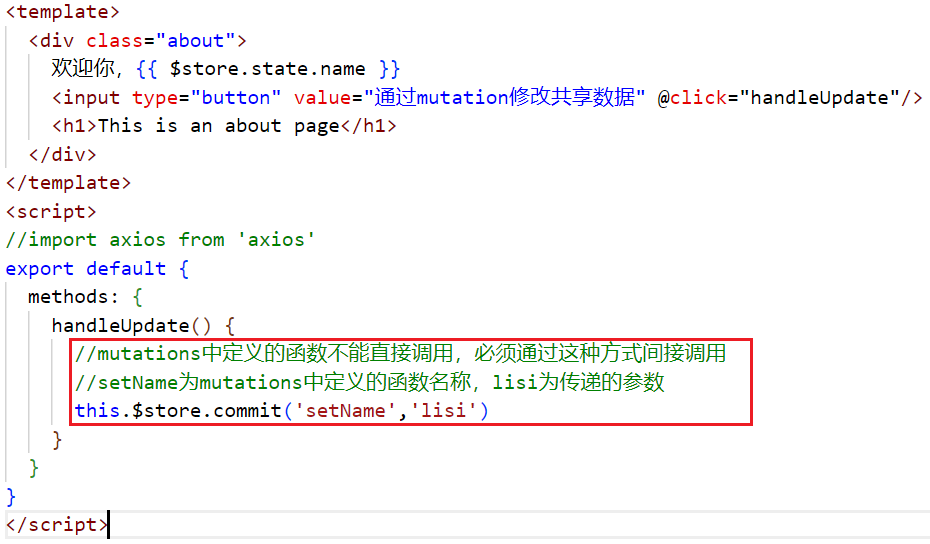 <template>
<div class="about">
欢迎你，{{ $store.state.name }}
<input type="button" value="通过mutation修改共享数据" @click="handleUpdate"/>
<h1>This is an about page</h1>
</div>
</template>
<script>
//import axios from 'axios'
export default {
methods: {
handleUpdate() {
//mutations中定义的函数不能直接调用，必须通过这种方式间接调用
//setName为mutations中定义的函数名称，lisi为传递的参数
this.$store.commit('setName','lisi')
}
}
}
</script>